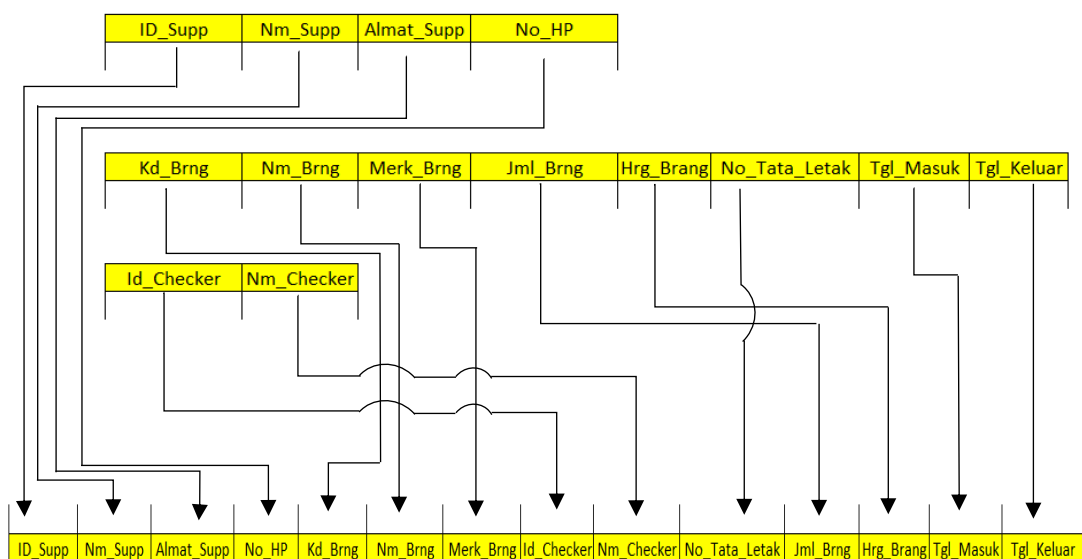 ID_Supp Nm_Supp Almat_Supp No_HP
Kd_Brng Nm_Brng Merk_Brng Jml_Brng Hrg_Brang No_Tata_Letak Tgl_Masuk Tgl_Keluar
Id_Checker Nm_Checker
ID_Supp Nm_Supp Almat_Supp No_HP Kd_Brng Nm_Brng Merk_Brng Id_Checker Nm_Checker No_Tata_Letak Jml_Brng Hrg_Brang Tgl_Masuk Tgl_Keluar